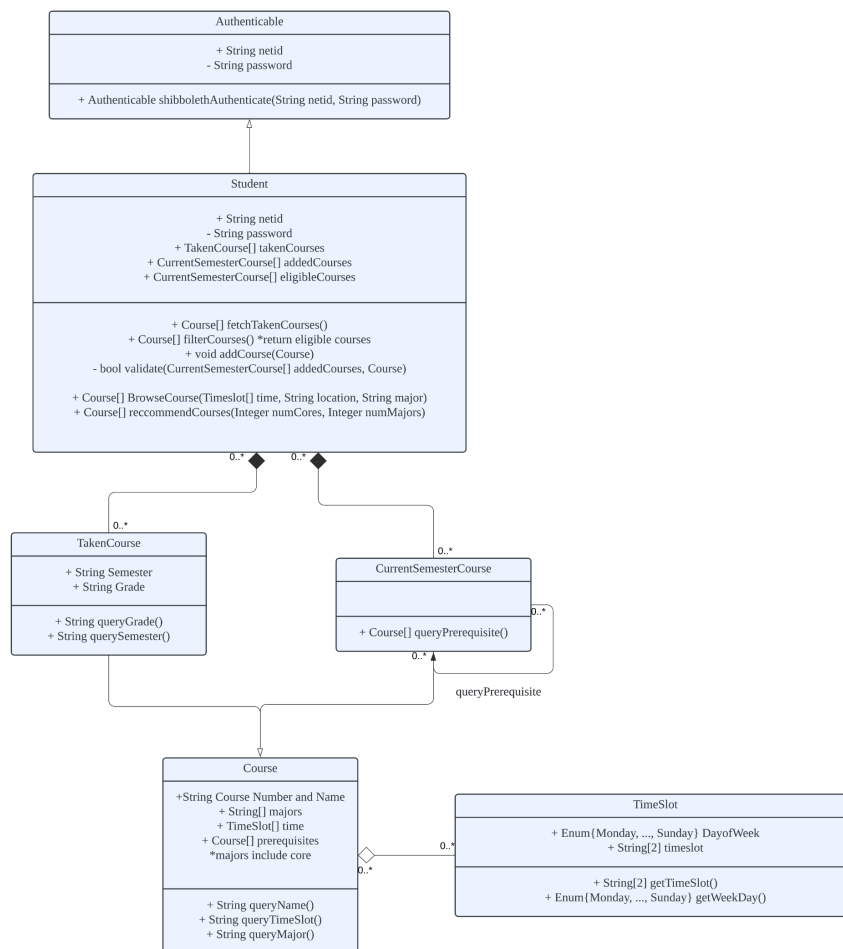 Authenticable
+ String netid
- String password
+ Authenticable shibbolethAuthenticate(String netid, String password)
Student
+ String netid
- String password
+ TakenCourse[] takenCourses
+ CurrentSemesterCourse[] addedCourses
+ CurrentSemesterCourse[] eligibleCourses
+ Course[] fetchTakenCourses()
+ Course[] filterCourses() *return eligible courses
+ void addCourse(Course)
- bool validate(CurrentSemesterCourse[] addedCourses, Course)
+ Course[] BrowseCourse(Timeslot[] time, String location, String major)
+ Course[] reccommendCourses(Integer numCores, Integer numMajors)
0..*
0..*
0..*
TakenCourse
+ String Semester
+ String Grade
+ String queryGrade()
+ String querySemester()
0..*
CurrentSemesterCourse
+ Course[] queryPrerequisite()
0..*
0..*
queryPrerequisite
Course
+String Course Number and Name
+ String[] majors
+ TimeSlot[] time
+ Course[] prerequisites
*majors include core
+ String queryName()
+ String queryTimeSlot()
+ String queryMajor()
0..*
0..*
TimeSlot
+ Enum{Monday, ..., Sunday} DayofWeek
+ String[2] timeslot
+ String[2] getTimeSlot()
+ Enum{Monday, ..., Sunday} getWeekDay()